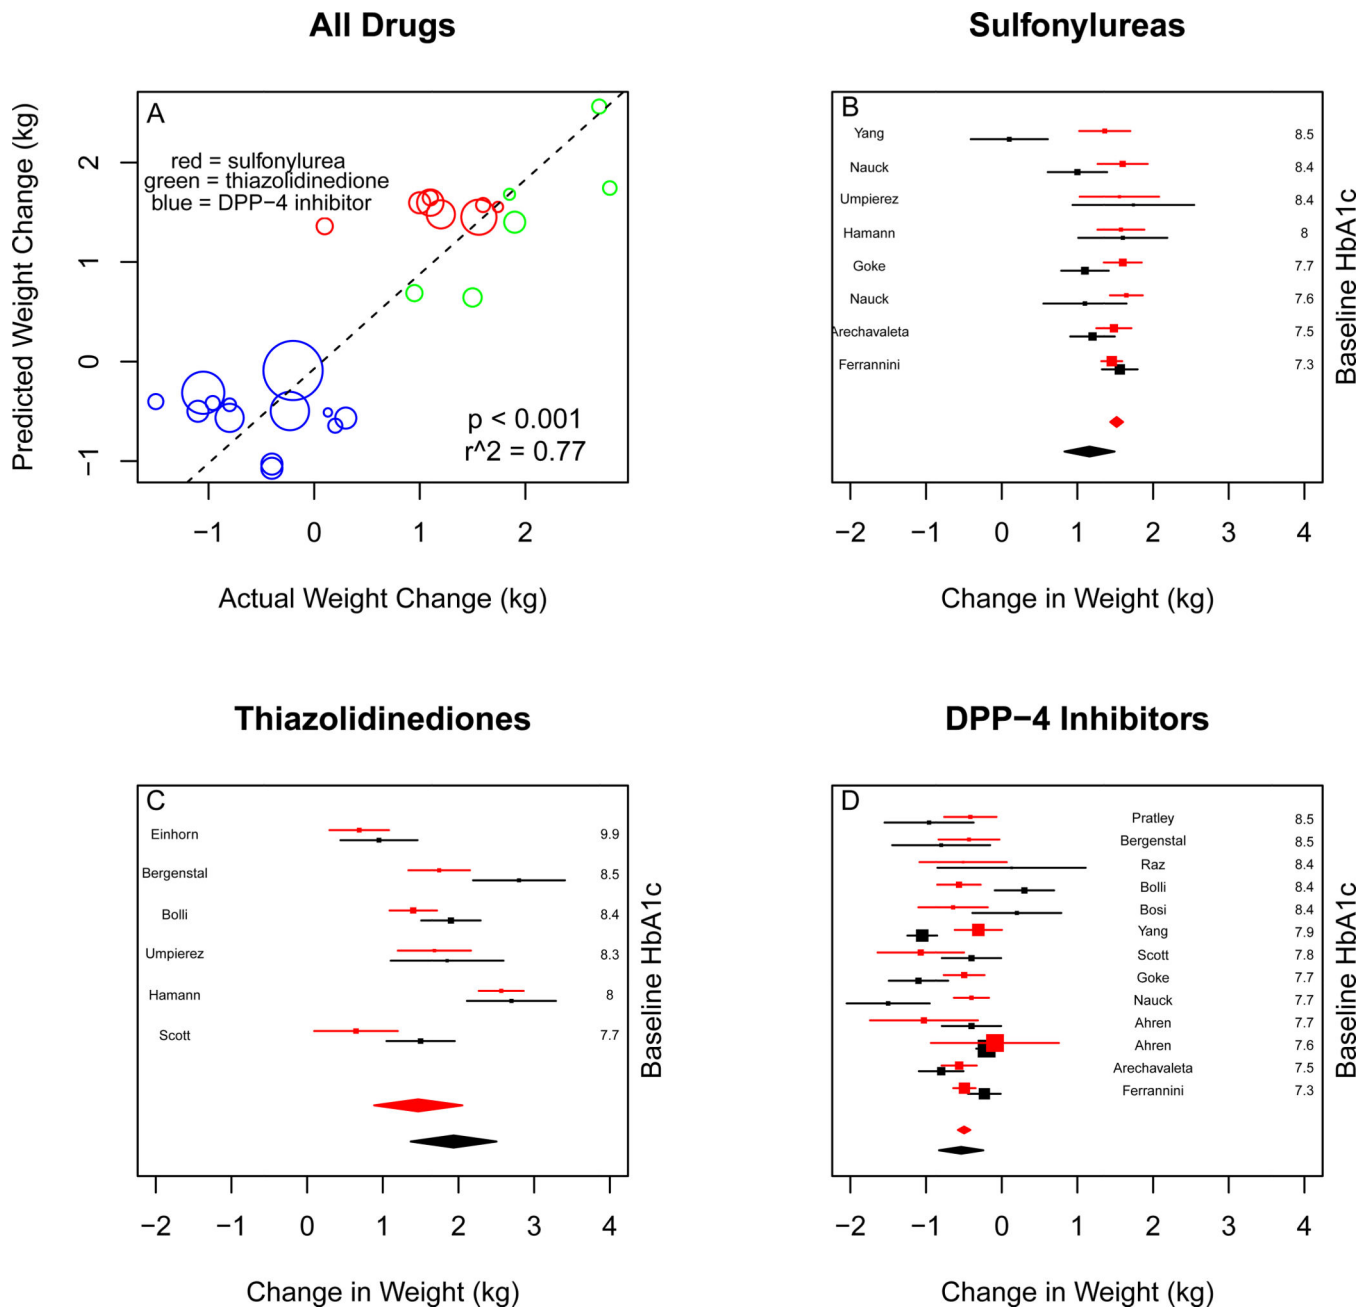 All Drugs
A
red = sulfonylurea
green = thiazolidinedione
blue = DPP−4 inhibitor
p < 0.001
r^2 = 0.77
Predicted Weight Change (kg)
2
1
0
−1
−1 0 1 2
Actual Weight Change (kg)
Sulfonylureas
B
Yang 8.5
Nauck 8.4
Umpierez 8.4
Hamann 8
Goke 7.7
Nauck 7.6
Arechavaleta 7.5
Ferrannini 7.3
Baseline HbA1c
−2 −1 0 1 2 3 4
Change in Weight (kg)
Thiazolidinediones
C
Einhorn 9.9
Bergenstal 8.5
Bolli 8.4
Umpierez 8.3
Hamann 8
Scott 7.7
Baseline HbA1c
−2 −1 0 1 2 3 4
Change in Weight (kg)
DPP−4 Inhibitors
D
Pratley 8.5
Bergenstal 8.5
Raz 8.4
Bolli 8.4
Bosi 8.4
Yang 7.9
Scott 7.8
Goke 7.7
Nauck 7.7
Ahren 7.7
Ahren 7.6
Arechavaleta 7.5
Ferrannini 7.3
Baseline HbA1c
−2 −1 0 1 2 3 4
Change in Weight (kg)